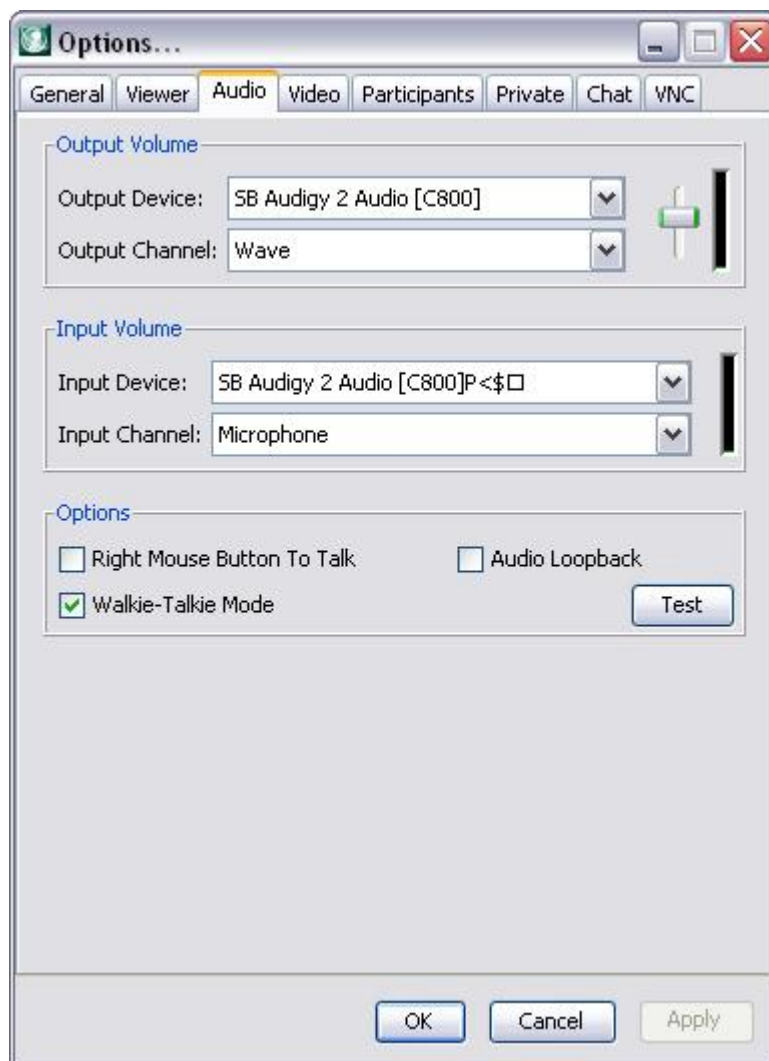 Options...
General Viewer Audio Video Participants Private Chat VNC
Output Volume
Output Device: SB Audigy 2 Audio [C800]
Output Channel: Wave
Input Volume
Input Device: SB Audigy 2 Audio [C800]P<$□
Input Channel: Microphone
Options
Right Mouse Button To Talk Audio Loopback
Walkie-Talkie Mode Test
OK Cancel Apply